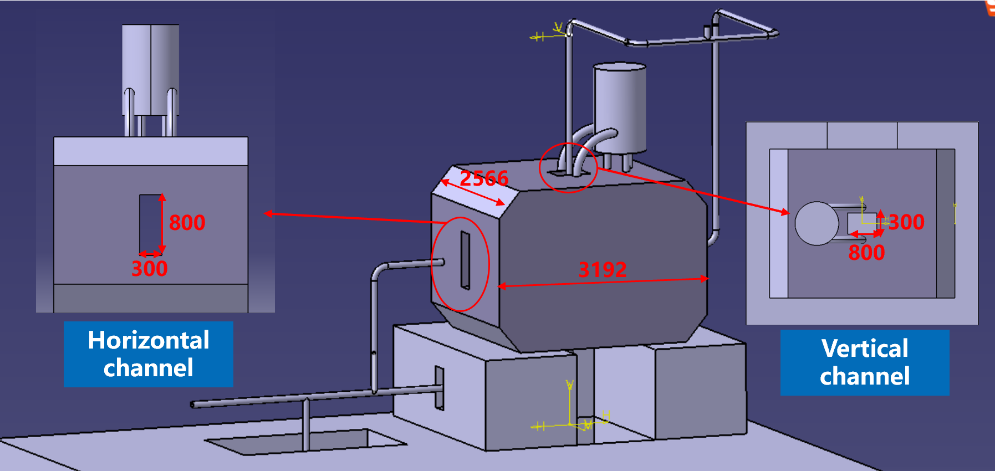 800
300
Horizontal
channel
2566
3192
V
H
V
H
H
M
V
H
300
800
Vertical
channel